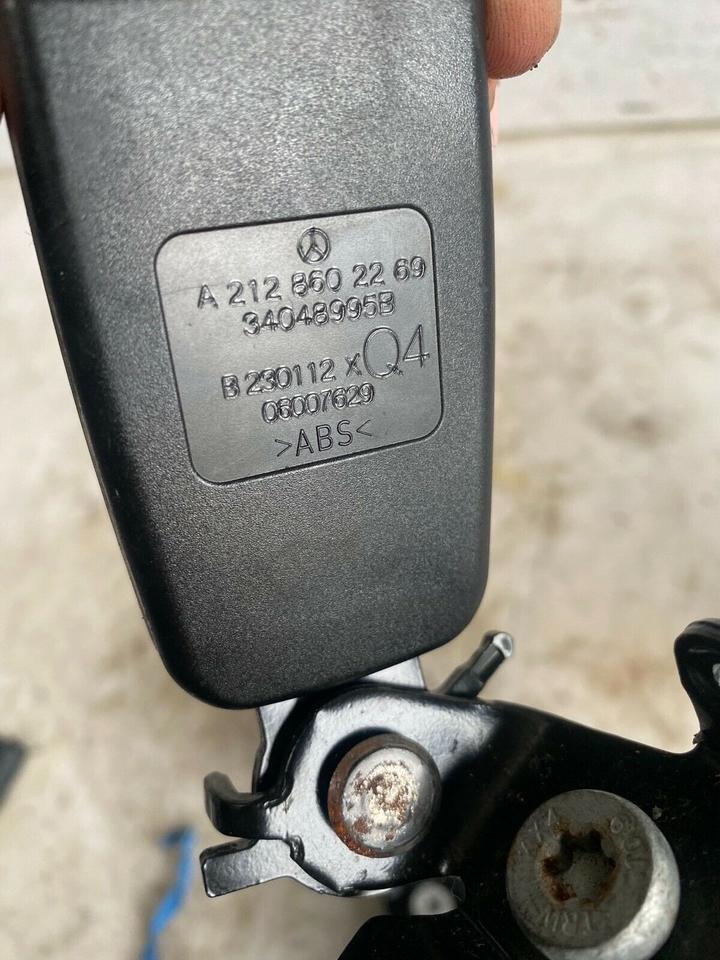 A 212 860 22 69
34048995B
B 230112 X Q4
06007629
>ABS<